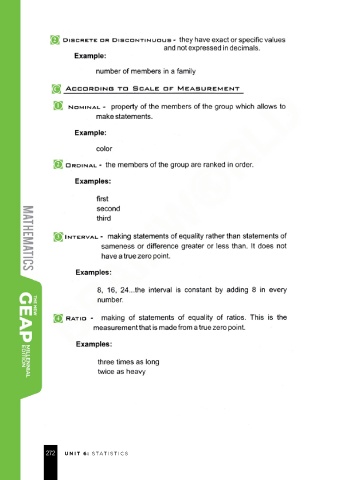 2 DISCRETE OR DISCONTINUOUS - they have exact or specific values
and not expressed in decimals.
Example:
number of members in a family
ACCORDING TO SCALE OF MEASUREMENT
1 NOMINAL - property of the members of the group which allows to
make statements.
Example:
color
2 ORDINAL - the members of the group are ranked in order.
Examples:
first
second
third
3 INTERVAL - making statements of equality rather than statements of
sameness or difference greater or less than. It does not
have a true zero point.
Examples:
8, 16, 24...the interval is constant by adding 8 in every
number.
4 RATIO - making of statements of equality of ratios. This is the
measurement that is made from a true zero point.
Examples:
three times as long
twice as heavy
MATHEMATICS
THE NEW
GEAP
MILLENNIAL
EDITION
272 UNIT 6: STATISTICS